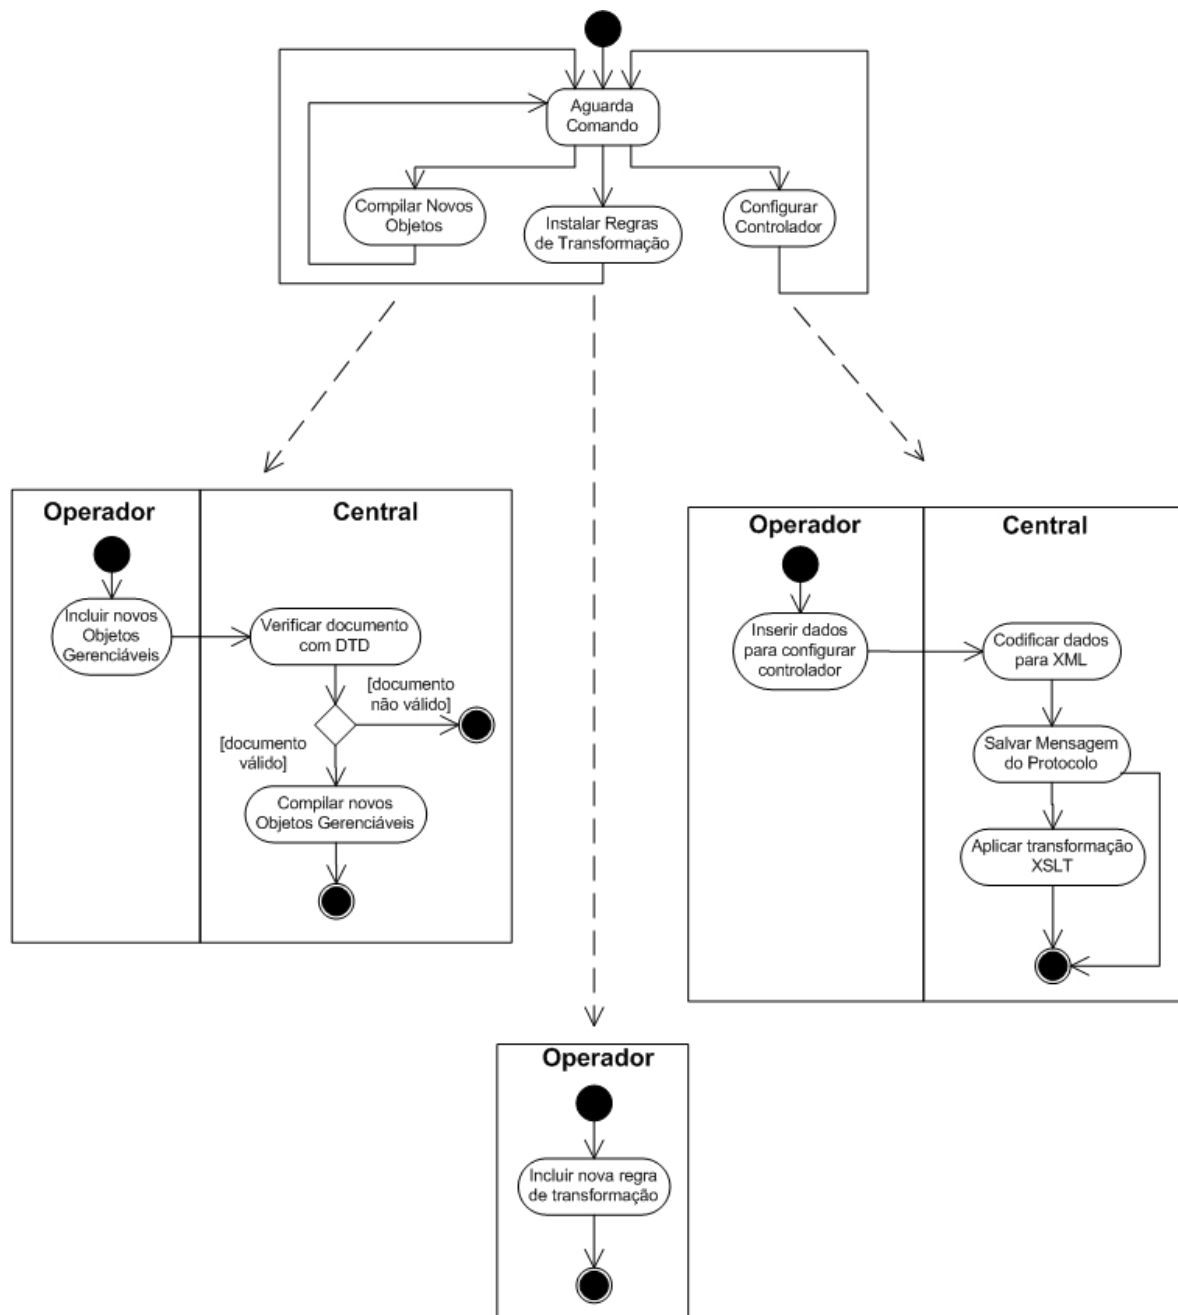 Aguarda
Comando
Compilar Novos
Objetos
Instalar Regras
de Transformação
Configurar
Controlador
Operador
Central
Incluir novos
Objetos
Gerenciáveis
Verificar documento
com DTD
[documento
não válido]
[documento
válido]
Compilar novos
Objetos Gerenciáveis
Operador
Central
Inserir dados
para configurar
controlador
Codificar dados
para XML
Salvar Mensagem
do Protocolo
Aplicar transformação
XSLT
Operador
Incluir nova regra
de transformação